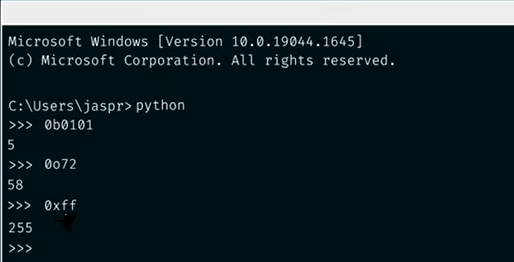 Microsoft Windows [Version 10.0.19044.1645]
(c) Microsoft Corporation. All rights reserved.
C:\Users\jaspr>python
>>> 0b0101
5
>>> 0o72
58
>>> 0xff
255
>>>